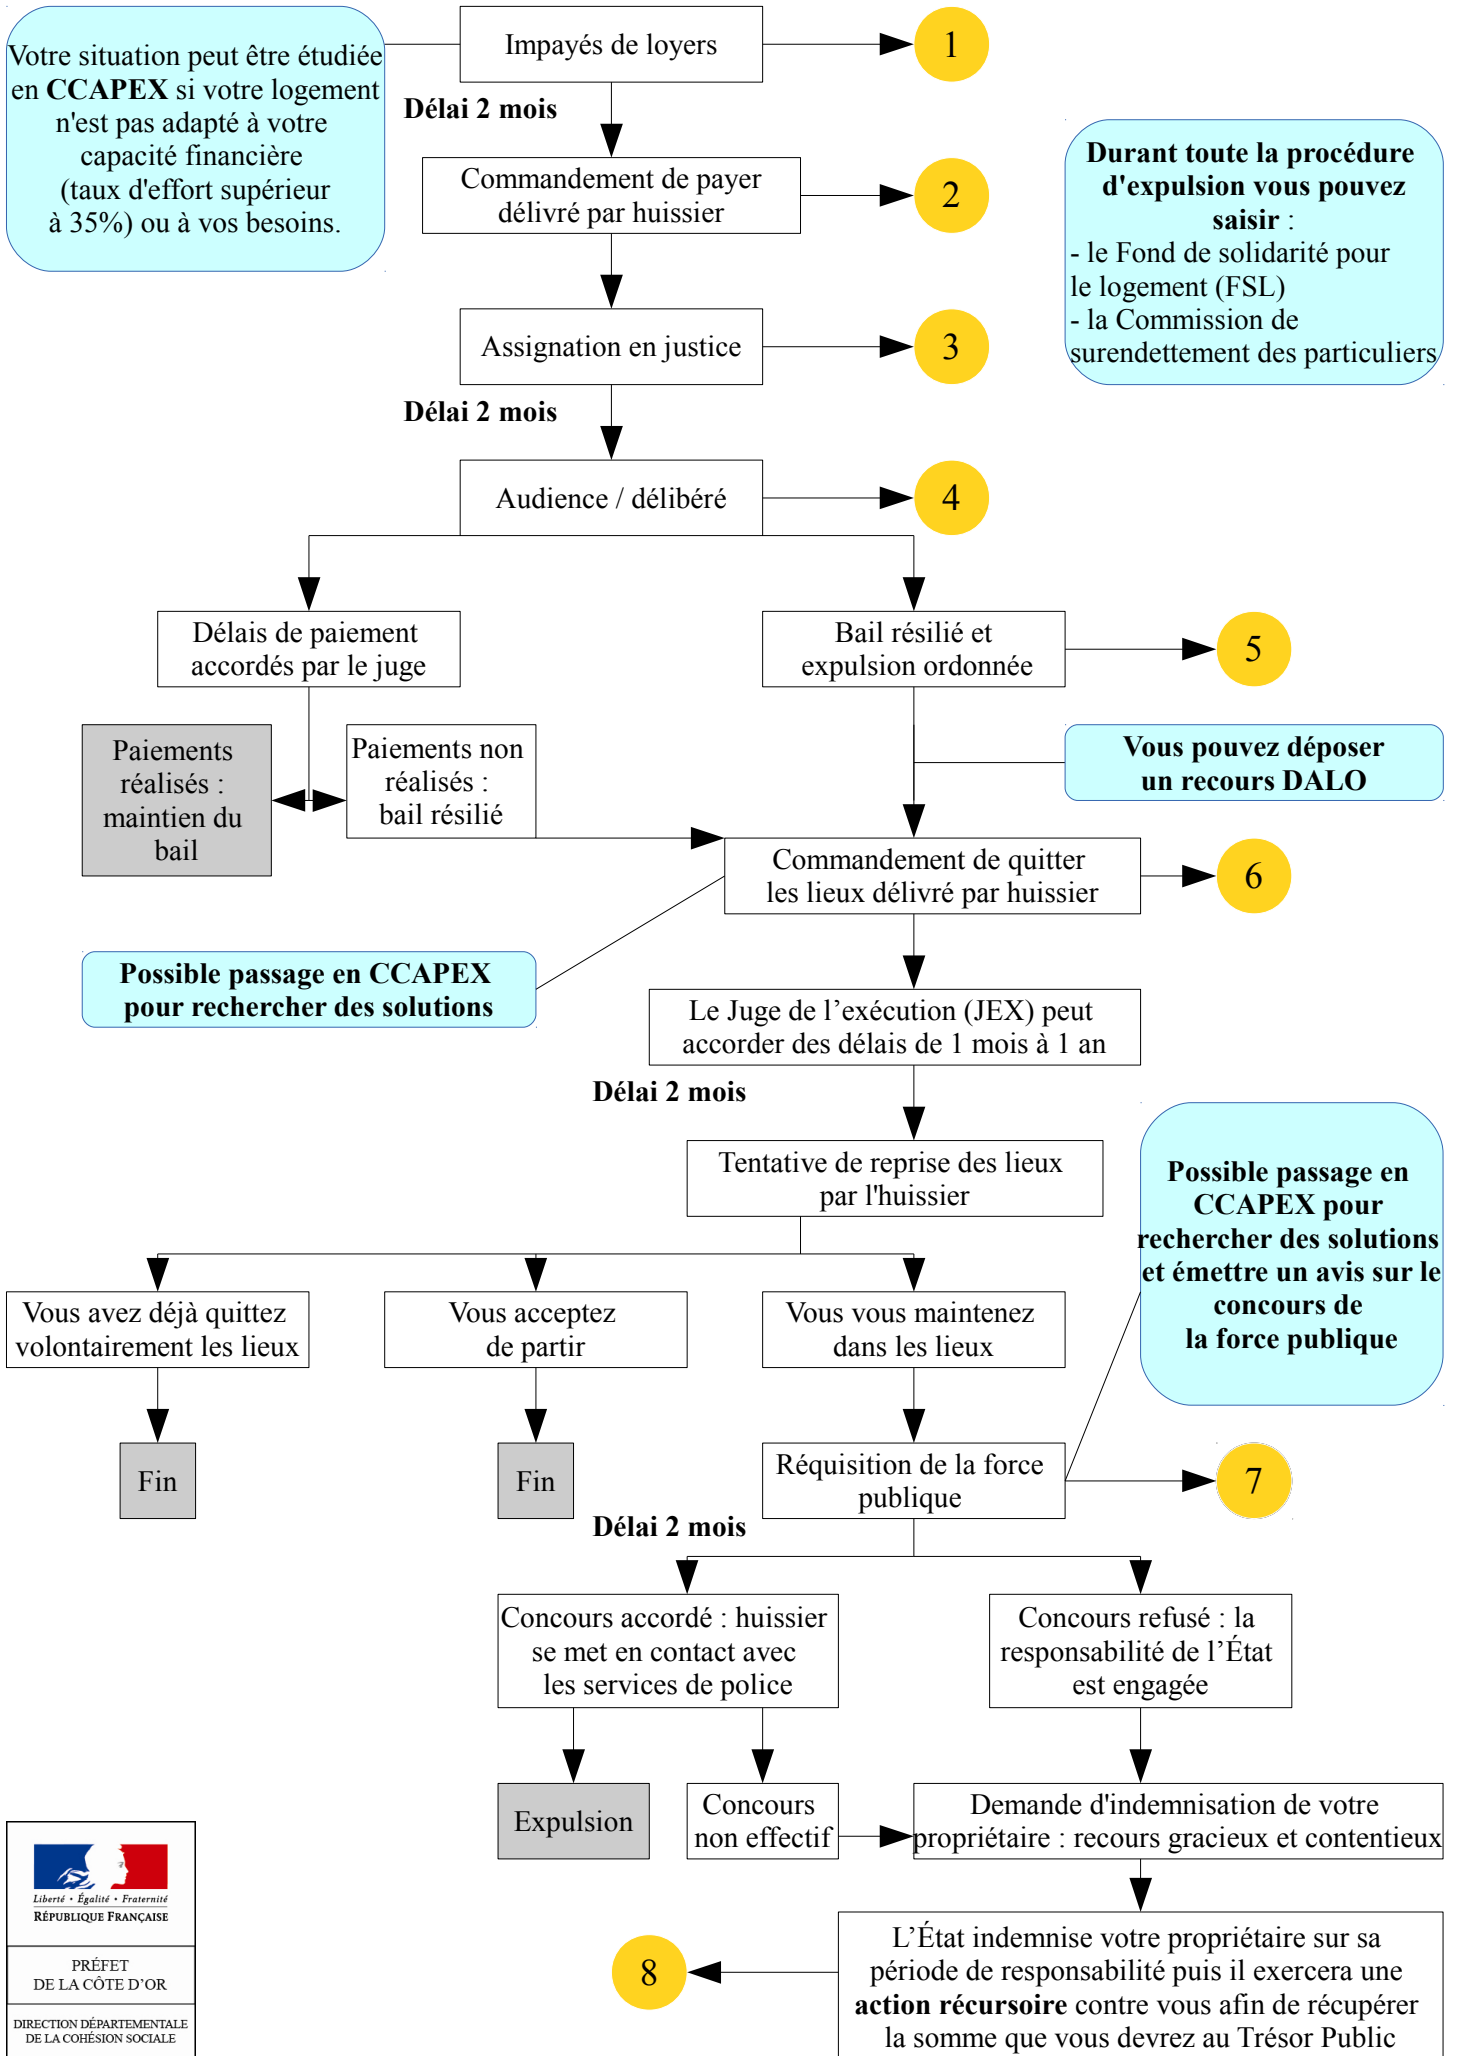 Votre situation peut être étudiée
en CCAPEX si votre logement
n'est pas adapté à votre
capacité financière
(taux d'effort supérieur
à 35%) ou à vos besoins.
Impayés de loyers
1
Délai 2 mois
Commandement de payer
délivré par huissier
2
Durant toute la procédure
d'expulsion vous pouvez
saisir :
- le Fond de solidarité pour
le logement (FSL)
- la Commission de
surendettement des particuliers
Assignation en justice
3
Délai 2 mois
Audience / délibéré
4
Délais de paiement
accordés par le juge
Bail résilié et
expulsion ordonnée
5
Paiements
réalisés :
maintien du
bail
Paiements non
réalisés :
bail résilié
Vous pouvez déposer
un recours DALO
Commandement de quitter
les lieux délivré par huissier
6
Possible passage en CCAPEX
pour rechercher des solutions
Le Juge de l’exécution (JEX) peut
accorder des délais de 1 mois à 1 an
Délai 2 mois
Tentative de reprise des lieux
par l'huissier
Possible passage en
CCAPEX pour
rechercher des solutions
et émettre un avis sur le
concours de
la force publique
Vous avez déjà quittez
volontairement les lieux
Vous acceptez
de partir
Vous vous maintenez
dans les lieux
Fin
Fin
Réquisition de la force
publique
7
Délai 2 mois
Concours accordé : huissier
se met en contact avec
les services de police
Concours refusé : la
responsabilité de l’État
est engagée
Expulsion
Concours
non effectif
Demande d'indemnisation de votre
propriétaire : recours gracieux et contentieux
L’État indemnise votre propriétaire sur sa
période de responsabilité puis il exercera une
action récursoire contre vous afin de récupérer
la somme que vous devrez au Trésor Public
8
Liberté • Égalité • Fraternité
RÉPUBLIQUE FRANÇAISE
PRÉFET
DE LA CÔTE D’OR
DIRECTION DÉPARTEMENTALE
DE LA COHÉSION SOCIALE